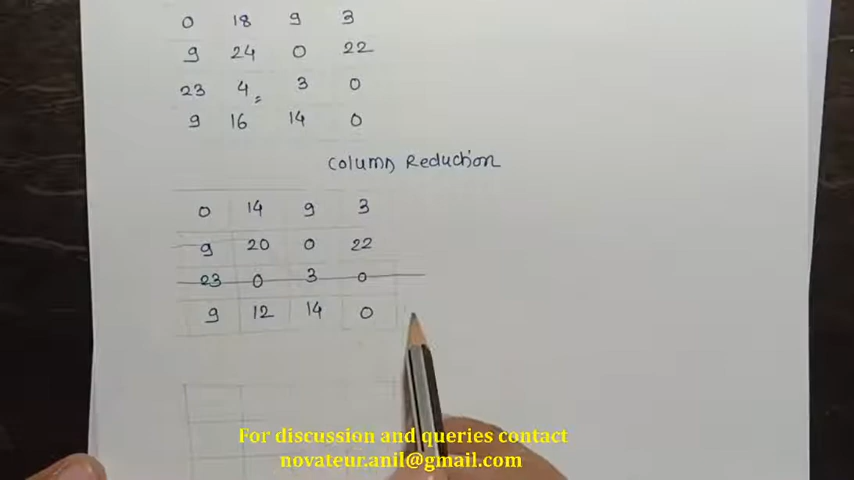 0 18 9 3
9 24 0 22
23 4 3 0
9 16 14 0
Column Reduction
0 14 9 3
9 20 0 22
23 0 3 0
9 12 14 0
For discussion and queries contact
novateur.anil@gmail.com